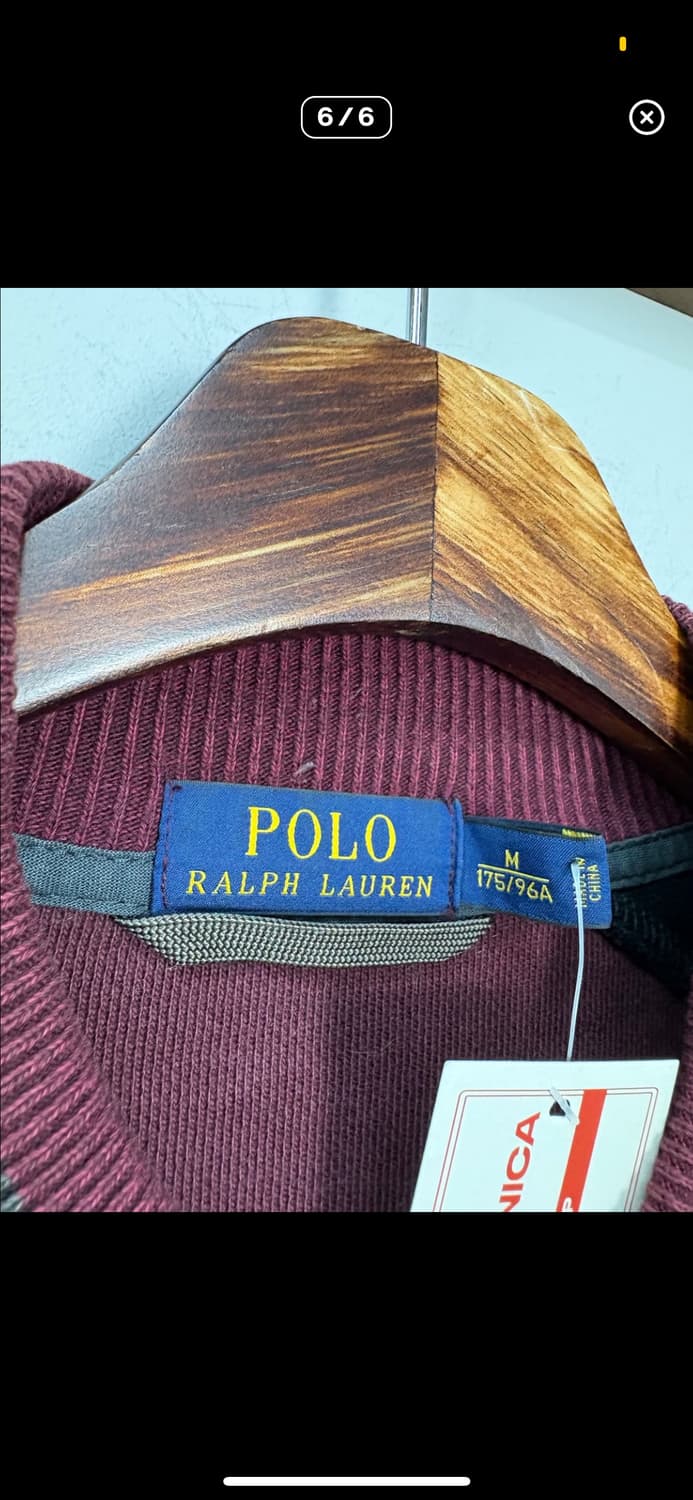 6/6
POLO
RALPH LAUREN
M
175/96A
MADE IN
CHINA
NICA
P